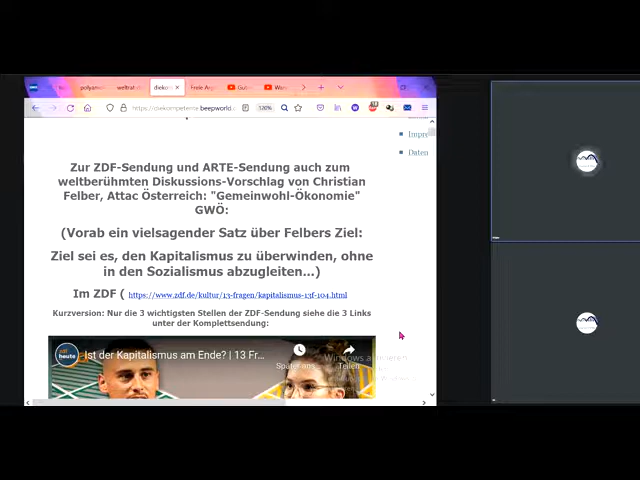 https://diekompetenz.beepworld.
120%
Impre
Daten
Zur ZDF-Sendung und ARTE-Sendung auch zum
weltberühmten Diskussions-Vorschlag von Christian
Felber, Attac Österreich: "Gemeinwohl-Ökonomie"
GWÖ:
(Vorab ein vielsagender Satz über Felbers Ziel:
Ziel sei es, den Kapitalismus zu überwinden, ohne
in den Sozialismus abzugleiten...)
Im ZDF ( https://www.zdf.de/kultur/13-fragen/kapitalismus-13f-104.html
Kurzversion: Nur die 3 wichtigsten Stellen der ZDF-Sendung siehe die 3 Links
unter der Komplettsendung:
heute
Ist der Kapitalismus am Ende? | 13 Fr...
Später ans...
Teilen